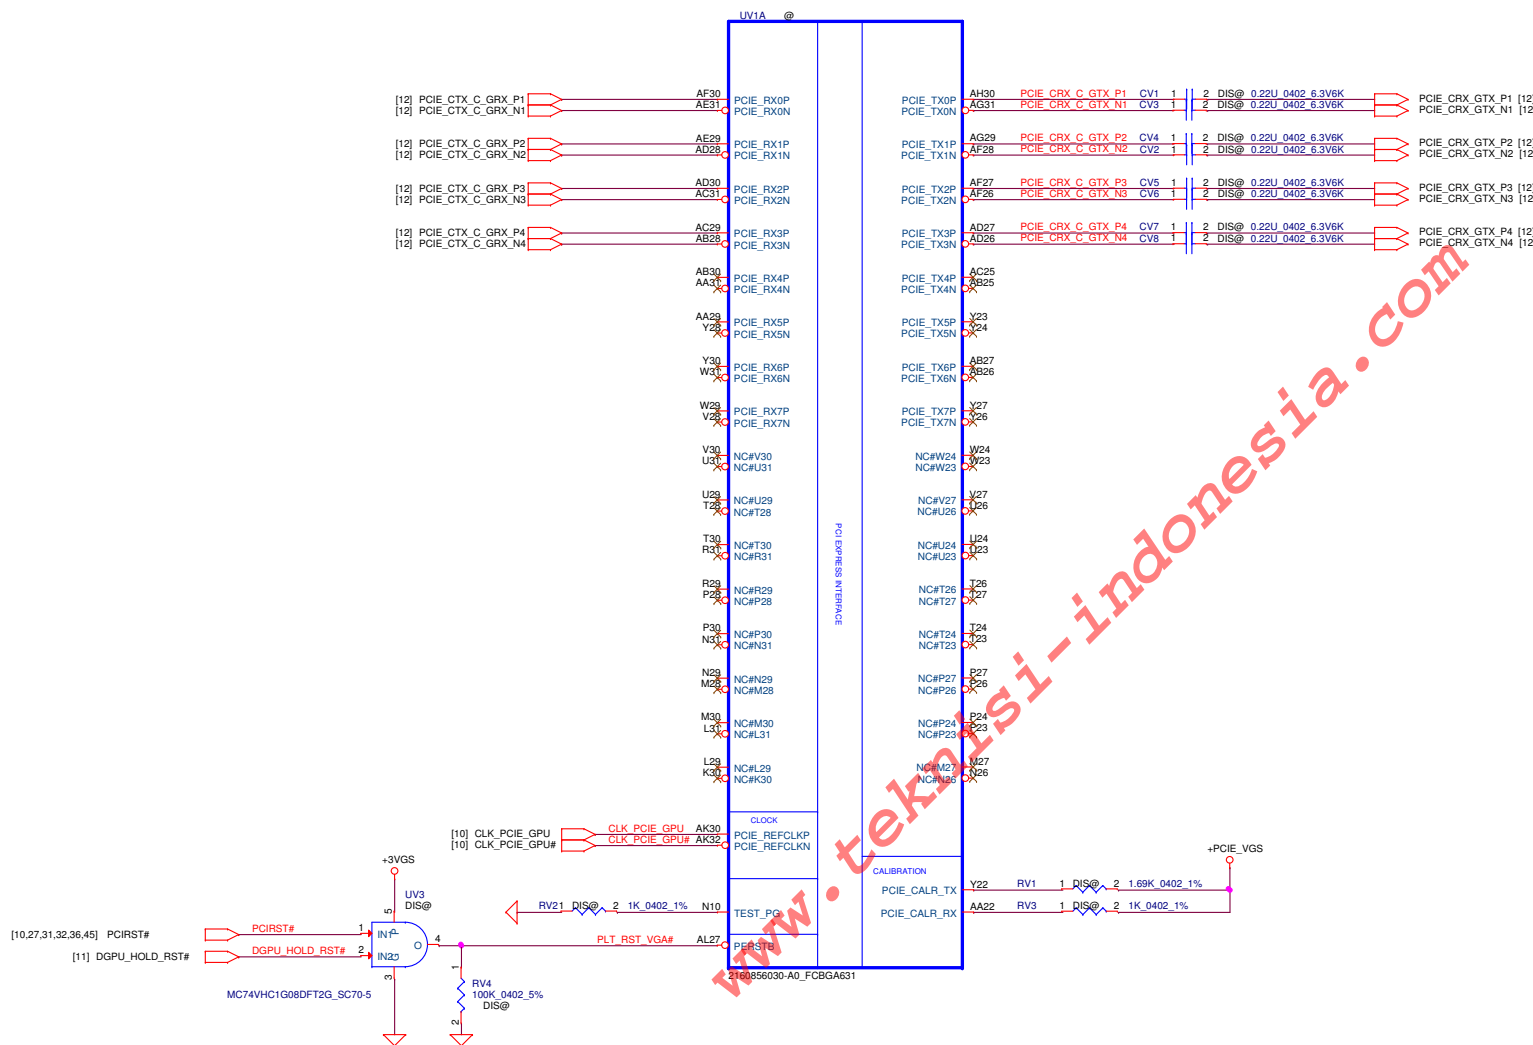 UV1A @
[12] PCIE_CTX_C_GRX_P1 AF30 PCIE_RX0P PCIE_TX0P AH30 PCIE_CRX_C_GTX_P1 CV1 1 2 DIS@ 0.22U_0402_6.3V6K PCIE_CRX_GTX_P1 [12]
[12] PCIE_CTX_C_GRX_N1 AE31 PCIE_RX0N PCIE_TX0N AG31 PCIE_CRX_C_GTX_N1 CV3 1 2 DIS@ 0.22U_0402_6.3V6K PCIE_CRX_GTX_N1 [12
[12] PCIE_CTX_C_GRX_P2 AE29 PCIE_RX1P PCIE_TX1P AG29 PCIE_CRX_C_GTX_P2 CV4 1 2 DIS@ 0.22U_0402_6.3V6K PCIE_CRX_GTX_P2 [12]
[12] PCIE_CTX_C_GRX_N2 AD28 PCIE_RX1N PCIE_TX1N AF28 PCIE_CRX_C_GTX_N2 CV2 1 2 DIS@ 0.22U_0402_6.3V6K PCIE_CRX_GTX_N2 [12
[12] PCIE_CTX_C_GRX_P3 AD30 PCIE_RX2P PCIE_TX2P AF27 PCIE_CRX_C_GTX_P3 CV5 1 2 DIS@ 0.22U_0402_6.3V6K PCIE_CRX_GTX_P3 [12]
[12] PCIE_CTX_C_GRX_N3 AC31 PCIE_RX2N PCIE_TX2N AF26 PCIE_CRX_C_GTX_N3 CV6 1 2 DIS@ 0.22U_0402_6.3V6K PCIE_CRX_GTX_N3 [12
[12] PCIE_CTX_C_GRX_P4 AC29 PCIE_RX3P PCIE_TX3P AD27 PCIE_CRX_C_GTX_P4 CV7 1 2 DIS@ 0.22U_0402_6.3V6K PCIE_CRX_GTX_P4 [12]
[12] PCIE_CTX_C_GRX_N4 AB28 PCIE_RX3N PCIE_TX3N AD26 PCIE_CRX_C_GTX_N4 CV8 1 2 DIS@ 0.22U_0402_6.3V6K PCIE_CRX_GTX_N4 [12
AB30 PCIE_RX4P PCIE_TX4P AC25
AA31 PCIE_RX4N PCIE_TX4N AB25
AA29 PCIE_RX5P PCIE_TX5P Y23
Y28 PCIE_RX5N PCIE_TX5N Y24
Y30 PCIE_RX6P PCIE_TX6P AB27
W31 PCIE_RX6N PCIE_TX6N AB26
W29 PCIE_RX7P PCIE_TX7P Y27
V28 PCIE_RX7N PCIE_TX7N Y26
V30 NC#V30 NC#W24 W24
U31 NC#U31 NC#W23 W23
U29 NC#U29 NC#V27 V27
T28 NC#T28 NC#U26 U26
T30 NC#T30 NC#U24 U24
R31 NC#R31 NC#U23 U23
R29 NC#R29 NC#T26 T26
P28 NC#P28 NC#T27 T27
P30 NC#P30 NC#T24 T24
N31 NC#N31 NC#T23 T23
N29 NC#N29 NC#P27 P27
M28 NC#M28 NC#P26 P26
M30 NC#M30 NC#P24 P24
L31 NC#L31 NC#P23 P23
L29 NC#L29 NC#M27 M27
K30 NC#K30 NC#N26 N26
PCI EXPRESS INTERFACE
CLOCK
[10] CLK_PCIE_GPU CLK_PCIE_GPU AK30 PCIE_REFCLKP
[10] CLK_PCIE_GPU# CLK_PCIE_GPU# AK32 PCIE_REFCLKN
+PCIE_VGS
CALIBRATION
PCIE_CALR_TX Y22 RV1 1 DIS@ 2 1.69K_0402_1%
PCIE_CALR_RX AA22 RV3 1 DIS@ 2 1K_0402_1%
RV21 DIS@ 2 1K_0402_1% N10 TEST_PG
+3VGS
UV3
DIS@
5
[10,27,31,32,36,45] PCIRST# PCIRST# 1 IN1 P
O 4 PLT_RST_VGA# AL27 PERSTB
[11] DGPU_HOLD_RST# DGPU_HOLD_RST# 2 IN2 G
3
MC74VHC1G08DFT2G_SC70-5
1
RV4
100K_0402_5%
DIS@
2
2160856030-A0_FCBGA631
www.teknisi-indonesia.com